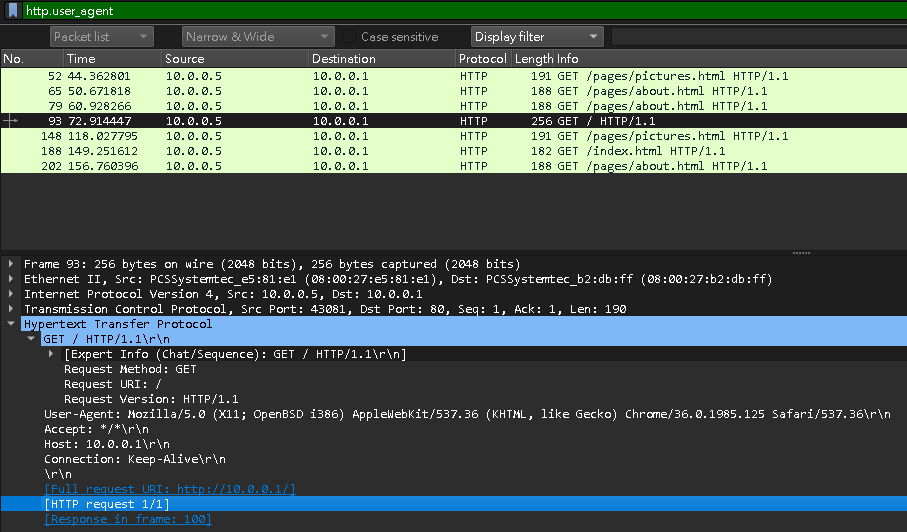 http.user_agent
Packet list Narrow & Wide Case sensitive Display filter
No. Time Source Destination Protocol Length Info
52 44.362801 10.0.0.5 10.0.0.1 HTTP 191 GET /pages/pictures.html HTTP/1.1
65 50.671818 10.0.0.5 10.0.0.1 HTTP 188 GET /pages/about.html HTTP/1.1
79 60.928266 10.0.0.5 10.0.0.1 HTTP 188 GET /pages/about.html HTTP/1.1
93 72.914447 10.0.0.5 10.0.0.1 HTTP 256 GET / HTTP/1.1
148 118.027795 10.0.0.5 10.0.0.1 HTTP 191 GET /pages/pictures.html HTTP/1.1
188 149.251612 10.0.0.5 10.0.0.1 HTTP 182 GET /index.html HTTP/1.1
202 156.760396 10.0.0.5 10.0.0.1 HTTP 188 GET /pages/about.html HTTP/1.1
Frame 93: 256 bytes on wire (2048 bits), 256 bytes captured (2048 bits)
Ethernet II, Src: PCSSystemtec_e5:81:e1 (08:00:27:e5:81:e1), Dst: PCSSystemtec_b2:db:ff (08:00:27:b2:db:ff)
Internet Protocol Version 4, Src: 10.0.0.5, Dst: 10.0.0.1
Transmission Control Protocol, Src Port: 43081, Dst Port: 80, Seq: 1, Ack: 1, Len: 190
Hypertext Transfer Protocol
GET / HTTP/1.1\r\n
[Expert Info (Chat/Sequence): GET / HTTP/1.1\r\n]
Request Method: GET
Request URI: /
Request Version: HTTP/1.1
User-Agent: Mozilla/5.0 (X11; OpenBSD i386) AppleWebKit/537.36 (KHTML, like Gecko) Chrome/36.0.1985.125 Safari/537.36\r\n
Accept: */*\r\n
Host: 10.0.0.1\r\n
Connection: Keep-Alive\r\n
\r\n
[Full request URI: http://10.0.0.1/]
[HTTP request 1/1]
[Response in frame: 100]